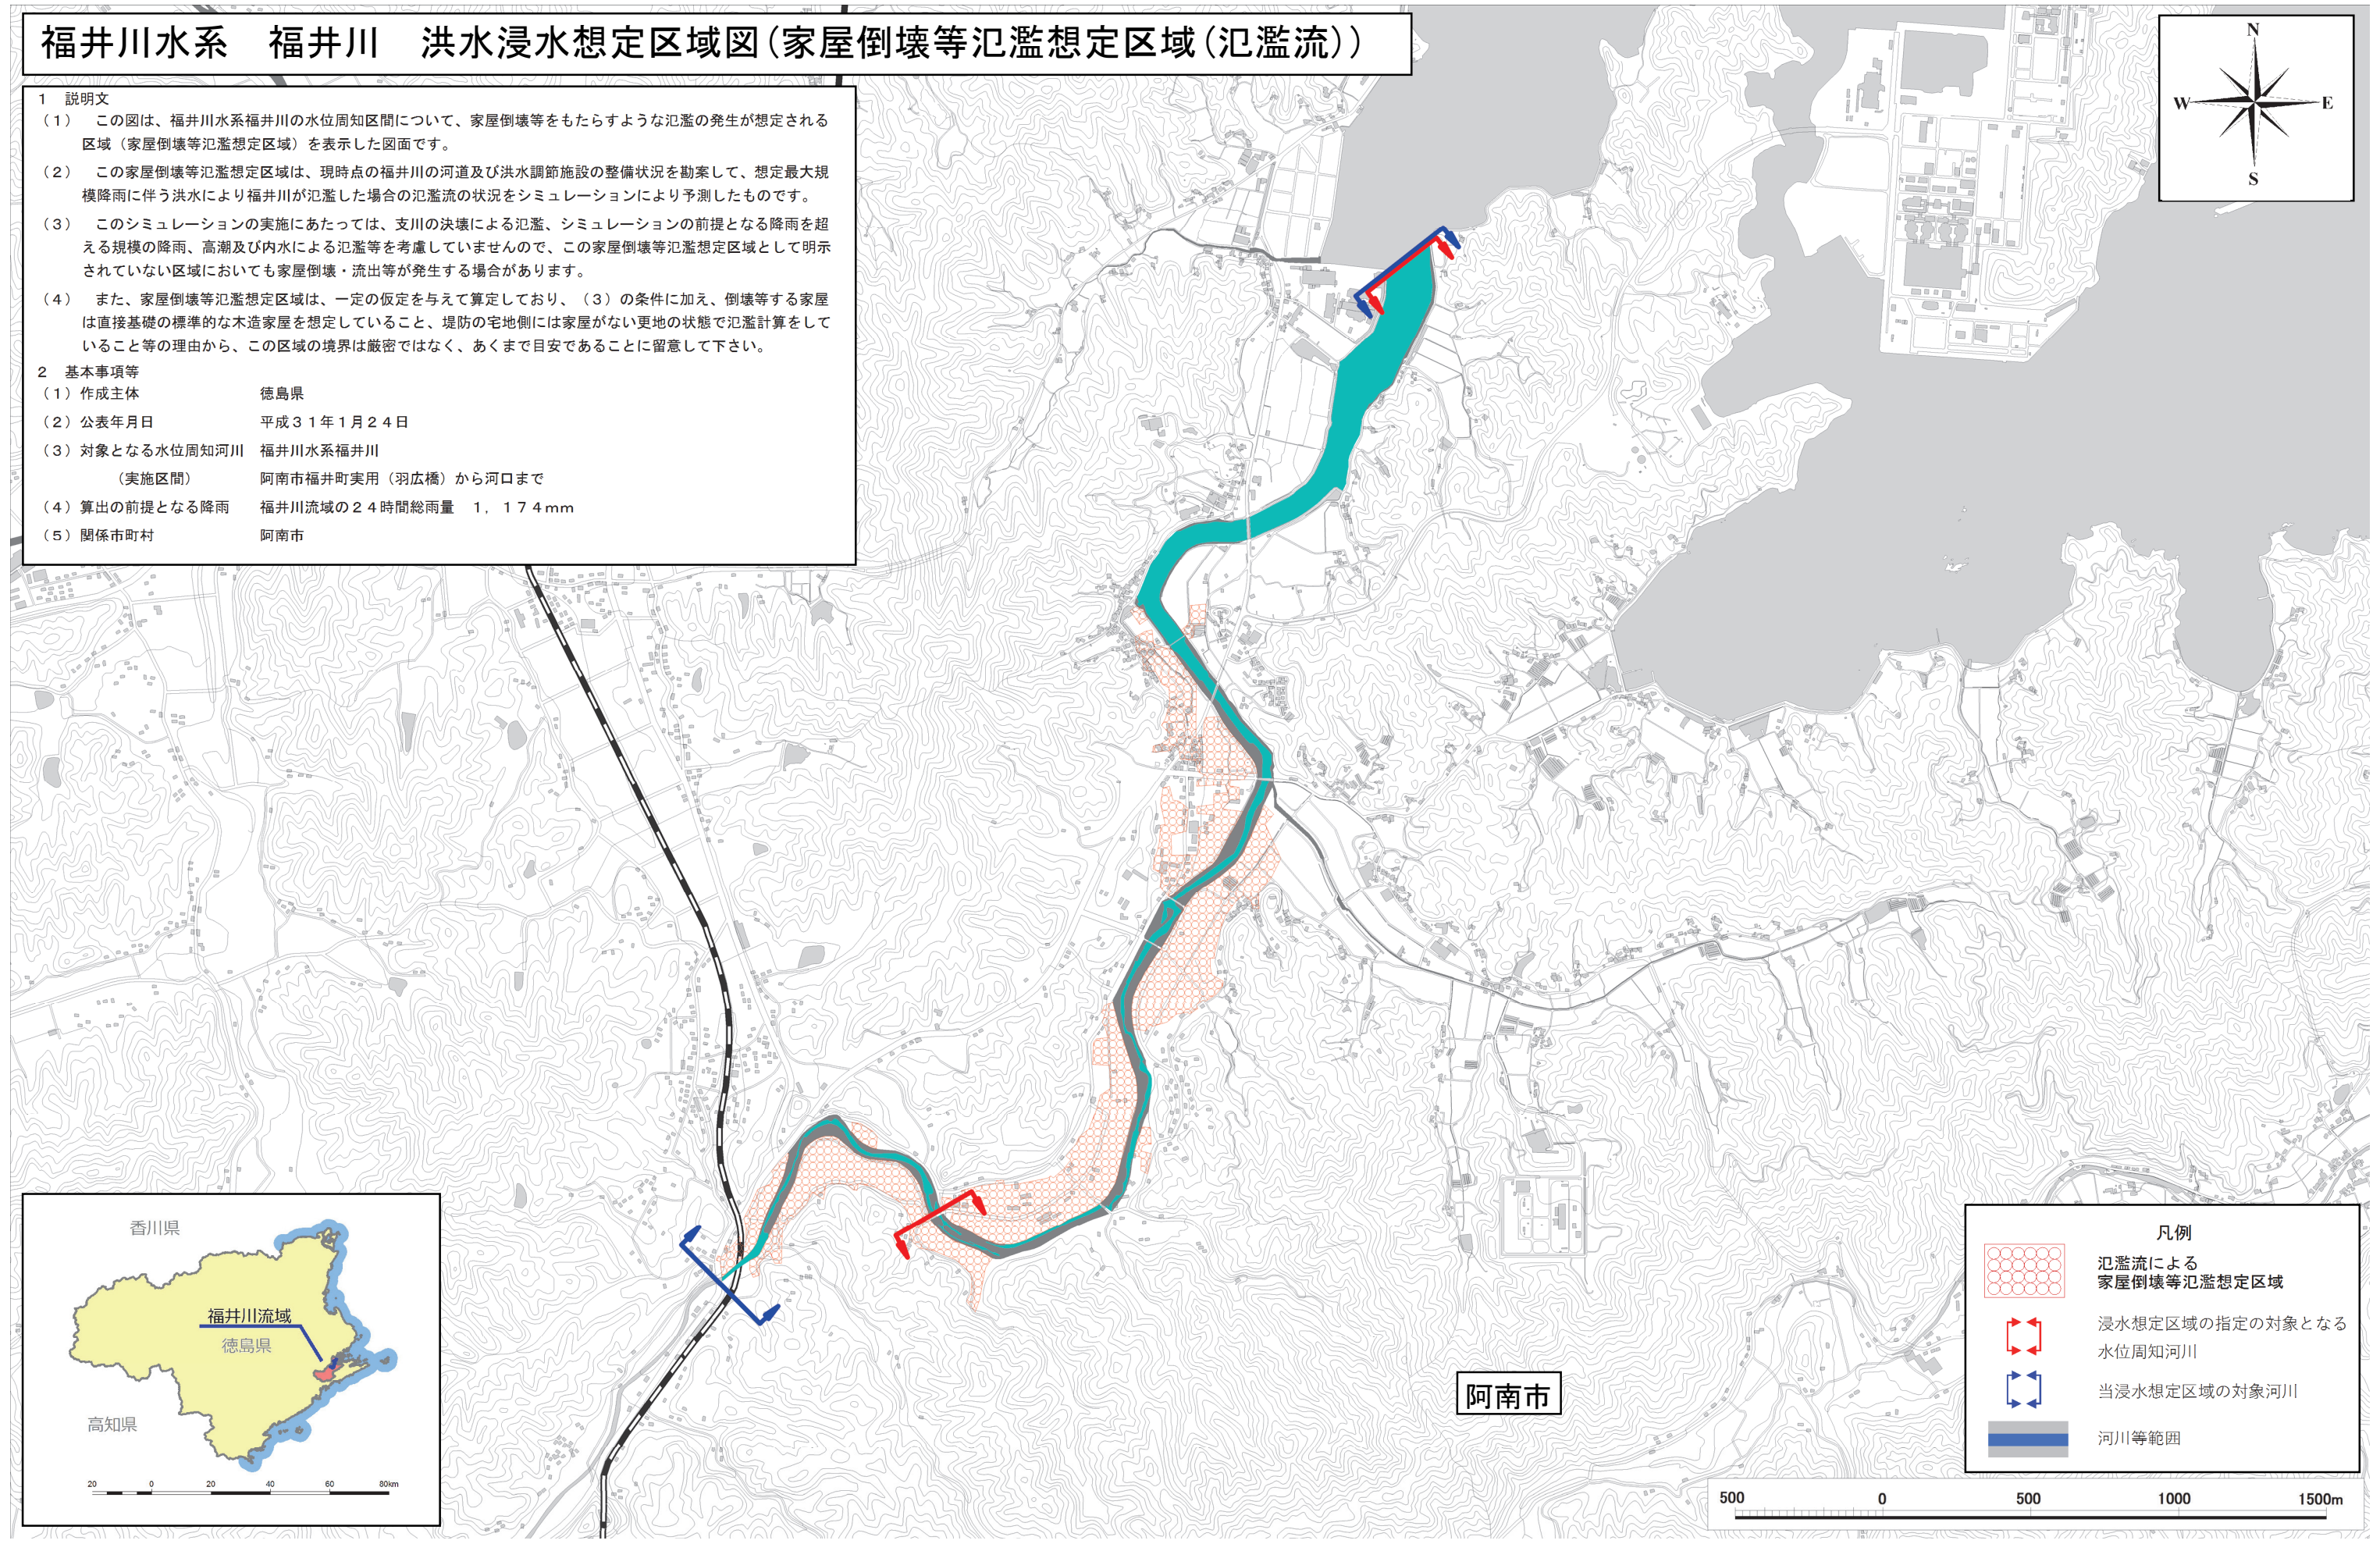 福井川水系　福井川　洪水浸水想定区域図(家屋倒壊等氾濫想定区域(氾濫流))
１　説明文
（１）　この図は、福井川水系福井川の水位周知区間について、家屋倒壊等をもたらすような氾濫の発生が想定される
区域（家屋倒壊等氾濫想定区域）を表示した図面です。
（２）　この家屋倒壊等氾濫想定区域は、現時点の福井川の河道及び洪水調節施設の整備状況を勘案して、想定最大規
模降雨に伴う洪水により福井川が氾濫した場合の氾濫流の状況をシミュレーションにより予測したものです。
（３）　このシミュレーションの実施にあたっては、支川の決壊による氾濫、シミュレーションの前提となる降雨を超
える規模の降雨、高潮及び内水による氾濫等を考慮していませんので、この家屋倒壊等氾濫想定区域として明示
されていない区域においても家屋倒壊・流出等が発生する場合があります。
（４）　また、家屋倒壊等氾濫想定区域は、一定の仮定を与えて算定しており、（３）の条件に加え、倒壊等する家屋
は直接基礎の標準的な木造家屋を想定していること、堤防の宅地側には家屋がない更地の状態で氾濫計算をして
いること等の理由から、この区域の境界は厳密ではなく、あくまで目安であることに留意して下さい。
２　基本事項等
（１）作成主体　徳島県
（２）公表年月日　平成３１年１月２４日
（３）対象となる水位周知河川　福井川水系福井川
（実施区間）　阿南市福井町実用（羽広橋）から河口まで
（４）算出の前提となる降雨　福井川流域の２４時間総雨量　１，１７４mm
（５）関係市町村　阿南市
N
W
E
S
香川県
福井川流域
徳島県
高知県
20 0 20 40 60 80km
阿南市
凡例
氾濫流による
家屋倒壊等氾濫想定区域
浸水想定区域の指定の対象となる
水位周知河川
当浸水想定区域の対象河川
河川等範囲
500 0 500 1000 1500m